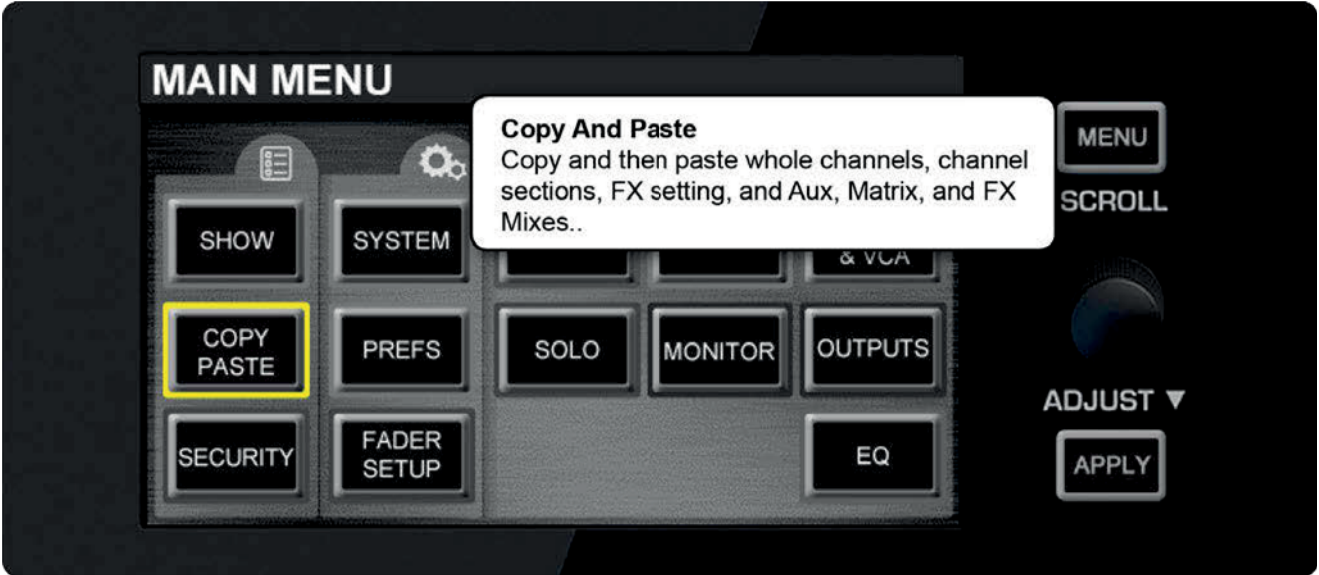 MAIN MENU
Copy And Paste
Copy and then paste whole channels, channel
sections, FX setting, and Aux, Matrix, and FX
Mixes..
MENU
SCROLL
SHOW
SYSTEM
& VCA
COPY
PASTE
PREFS
SOLO
MONITOR
OUTPUTS
ADJUST ▼
SECURITY
FADER
SETUP
EQ
APPLY